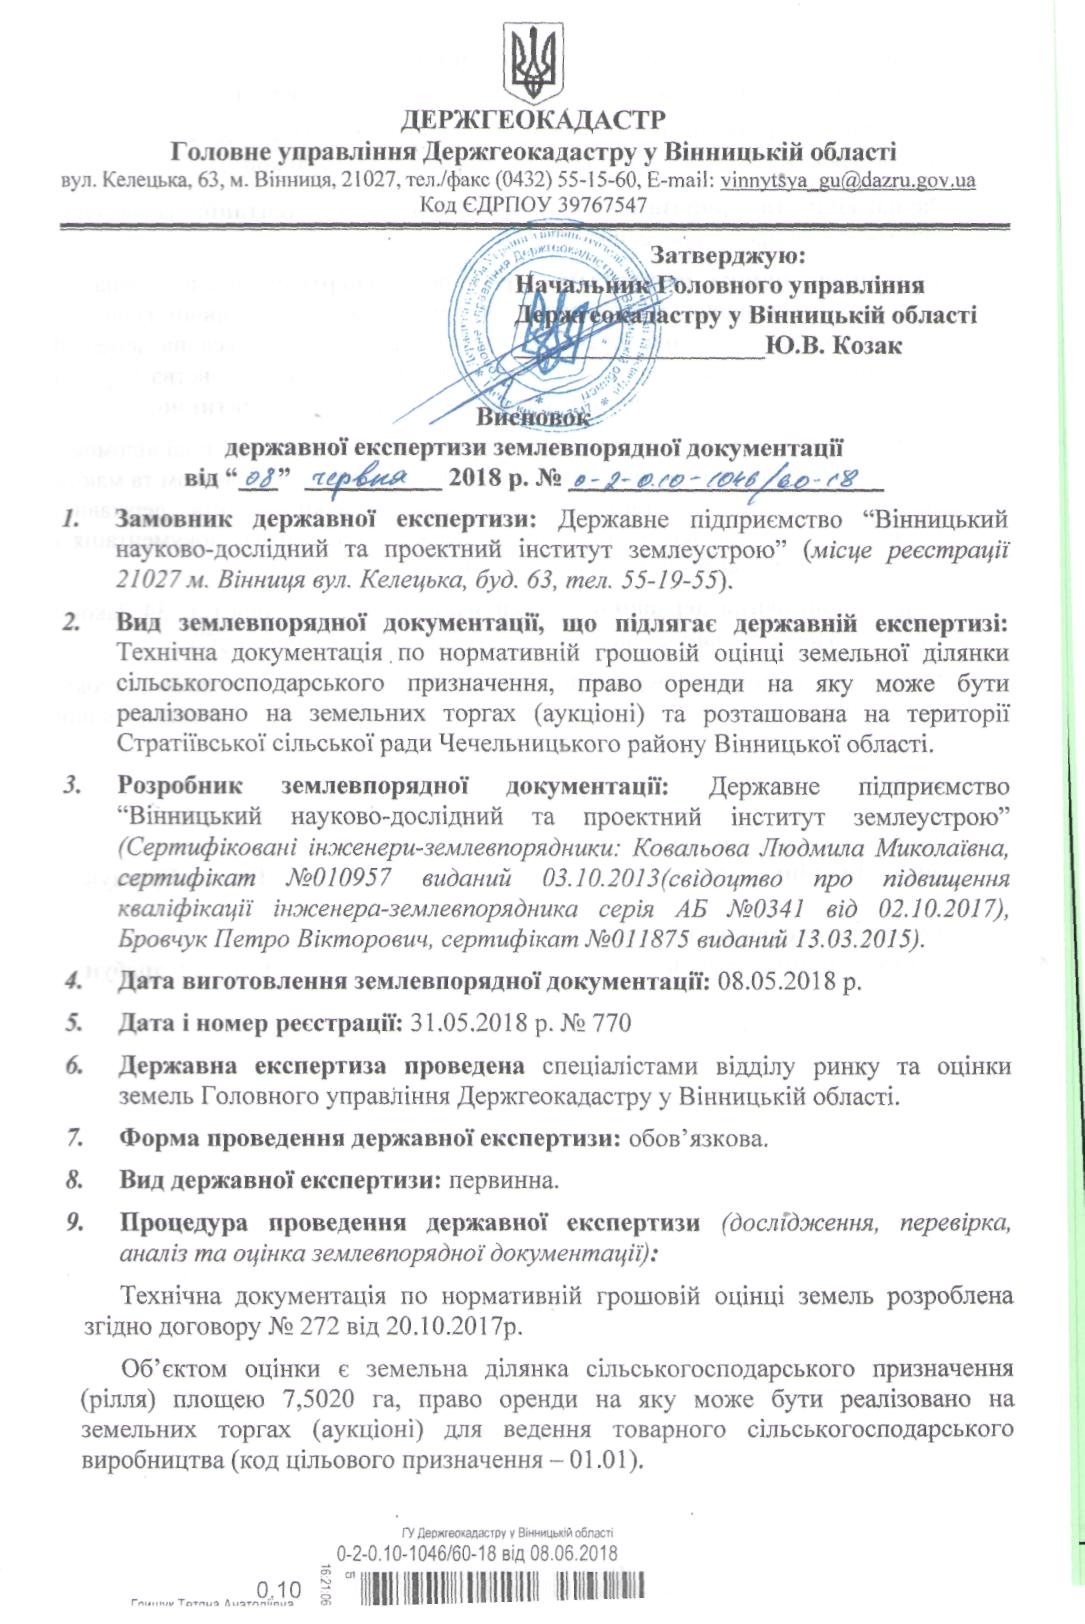 ДЕРЖГЕОКАДАСТР
Головне управління Держгеокадастру у Вінницькій області
вул. Келецька, 63, м. Вінниця, 21027, тел./факс (0432) 55-15-60, E-mail: vinnytsya_gu@dazru.gov.ua
Код ЄДРПОУ 39767547
Затверджую:
Начальник Головного управління
Держгеокадастру у Вінницькій області
Ю.В. Козак
Висновок
державної експертизи землевпорядної документації
від “08” червня 2018 р. № 0-2-0.10-1046/60-18
1. Замовник державної експертизи: Державне підприємство “Вінницький
науково-дослідний та проектний інститут землеустрою” (місце реєстрації
21027 м. Вінниця вул. Келецька, буд. 63, тел. 55-19-55).
2. Вид землевпорядної документації, що підлягає державній експертизі:
Технічна документація по нормативній грошовій оцінці земельної ділянки
сільськогосподарського призначення, право оренди на яку може бути
реалізовано на земельних торгах (аукціоні) та розташована на території
Стратіївської сільської ради Чечельницького району Вінницької області.
3. Розробник землевпорядної документації: Державне підприємство
“Вінницький науково-дослідний та проектний інститут землеустрою”
(Сертифіковані інженери-землевпорядники: Ковальова Людмила Миколаївна,
сертифікат №010957 виданий 03.10.2013(свідоцтво про підвищення
кваліфікації інженера-землевпорядника серія АБ №0341 від 02.10.2017),
Бровчук Петро Вікторович, сертифікат №011875 виданий 13.03.2015).
4. Дата виготовлення землевпорядної документації: 08.05.2018 р.
5. Дата і номер реєстрації: 31.05.2018 р. № 770
6. Державна експертиза проведена спеціалістами відділу ринку та оцінки
земель Головного управління Держгеокадастру у Вінницькій області.
7. Форма проведення державної експертизи: обов’язкова.
8. Вид державної експертизи: первинна.
9. Процедура проведення державної експертизи (дослідження, перевірка,
аналіз та оцінка землевпорядної документації):
Технічна документація по нормативній грошовій оцінці земель розроблена
згідно договору № 272 від 20.10.2017р.
Об’єктом оцінки є земельна ділянка сільськогосподарського призначення
(рілля) площею 7,5020 га, право оренди на яку може бути реалізовано на
земельних торгах (аукціоні) для ведення товарного сільськогосподарського
виробництва (код цільового призначення – 01.01).
ГУ Держгеокадастру у Вінницькій області
0-2-0.10-1046/60-18 від 08.06.2018
16:21:06
СЛ
0,10